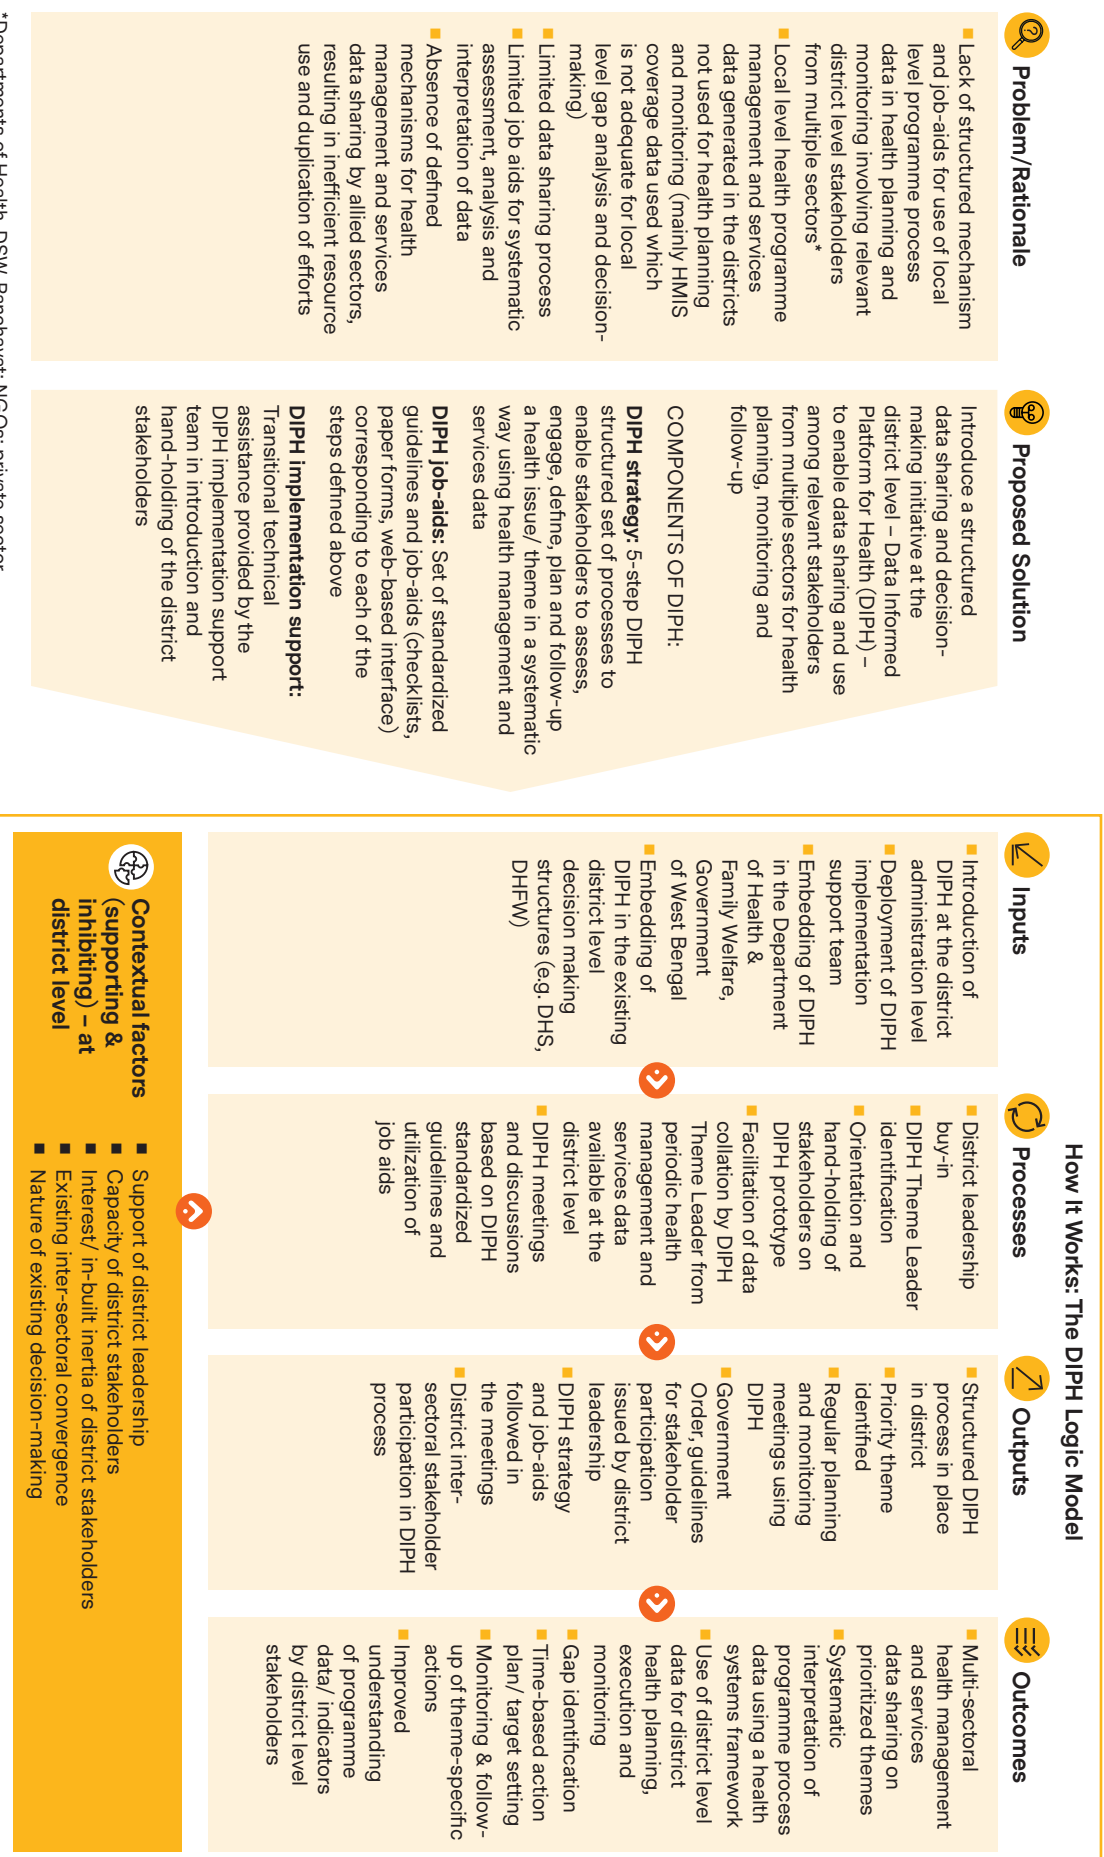 Problem/Rationale
Lack of structured mechanism
and job-aids for use of local
level programme process
data in health planning and
monitoring involving relevant
district level stakeholders
from multiple sectors*
Local level health programme
management and services
data generated in the districts
not used for health planning
and monitoring (mainly HMIS
coverage data used which
is not adequate for local
level gap analysis and decision-
making)
Limited data sharing process
Limited job aids for systematic
assessment, analysis and
interpretation of data
Absence of defined
mechanisms for health
management and services
data sharing by allied sectors,
resulting in inefficient resource
use and duplication of efforts
Proposed Solution
Introduce a structured
data sharing and decision-
making initiative at the
district level – Data Informed
Platform for Health (DIPH) –
to enable data sharing and use
among relevant stakeholders
from multiple sectors for health
planning, monitoring and
follow-up
COMPONENTS OF DIPH:
DIPH strategy: 5-step DIPH
structured set of processes to
enable stakeholders to assess,
engage, define, plan and follow-up
a health issue/ theme in a systematic
way using health management and
services data
DIPH job-aids: Set of standardized
guidelines and job-aids (checklists,
paper forms, web-based interface)
corresponding to each of the
steps defined above
DIPH implementation support:
Transitional technical
assistance provided by the
DIPH implementation support
team in introduction and
hand-holding of the district
stakeholders
How It Works: The DIPH Logic Model
Inputs
Introduction of
DIPH at the district
administration level
Deployment of DIPH
implementation
support team
Embedding of DIPH
in the Department
of Health &
Family Welfare,
Government
of West Bengal
Embedding of
DIPH in the existing
district level
decision making
structures (e.g. DHS,
DHFW)
Processes
District leadership
buy-in
DIPH Theme Leader
identification
Orientation and
hand-holding of
stakeholders on
DIPH prototype
Facilitation of data
collation by DIPH
Theme Leader from
periodic health
management and
services data
available at the
district level
DIPH meetings
and discussions
based on DIPH
standardized
guidelines and
utilization of
job aids
Outputs
Structured DIPH
process in place
in district
Priority theme
identified
Regular planning
and monitoring
meetings using
DIPH
Government
Order, guidelines
for stakeholder
participation
issued by district
leadership
DIPH strategy
and job-aids
followed in
the meetings
District inter-
sectoral stakeholder
participation in DIPH
process
Outcomes
Multi-sectoral
health management
and services
data sharing on
prioritized themes
Systematic
interpretation of
programme process
data using a health
systems framework
Use of district level
data for district
health planning,
execution and
monitoring
Gap identification
Time-based action
plan/ target setting
Monitoring & follow-
up of theme-specific
actions
Improved
understanding
of programme
data/ indicators
by district level
stakeholders
Contextual factors
(supporting &
inhibiting) – at
district level
Support of district leadership
Capacity of district stakeholders
Interest/ in-built inertia of district stakeholders
Existing inter-sectoral convergence
Nature of existing decision-making
*Departments of Health, DSW, Panchayat; NGOs; private sector